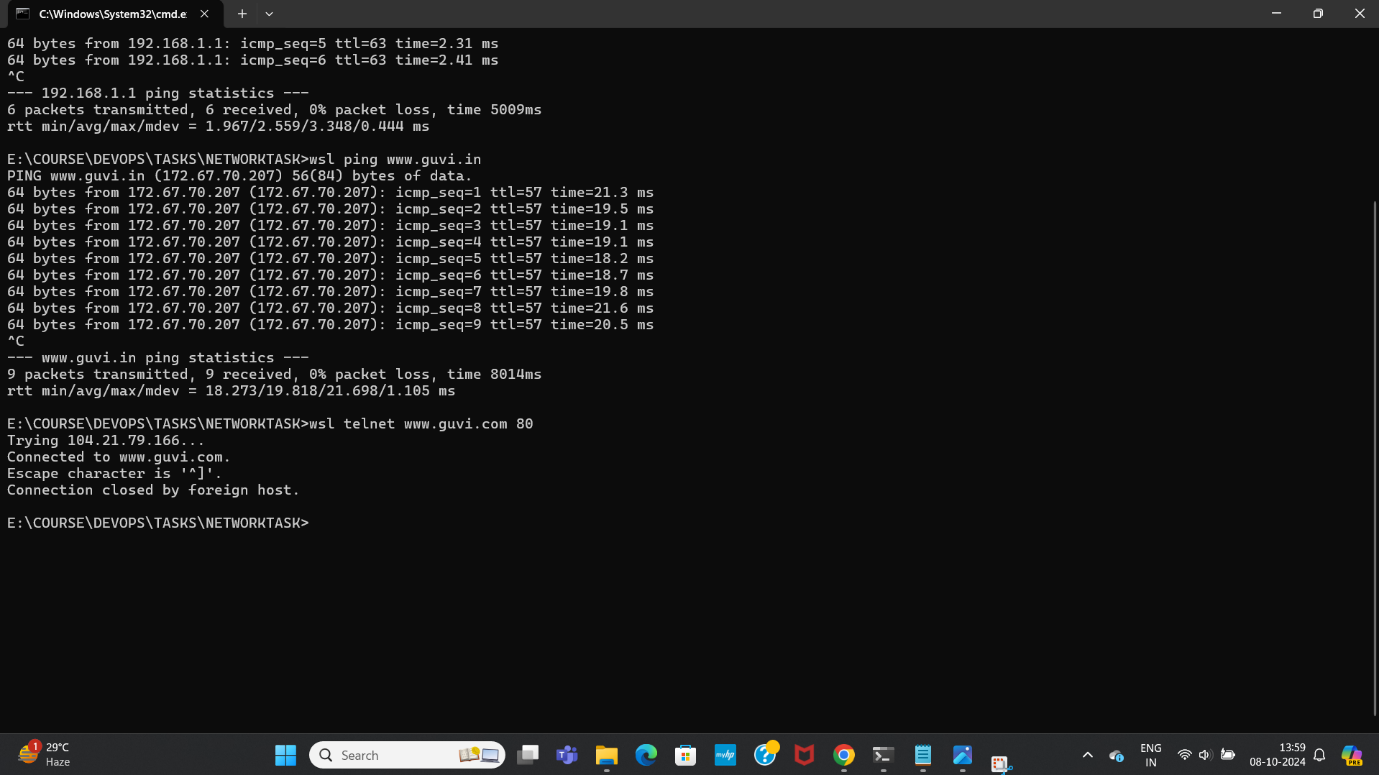 C:\Windows\System32\cmd.e
64 bytes from 192.168.1.1: icmp_seq=5 ttl=63 time=2.31 ms
64 bytes from 192.168.1.1: icmp_seq=6 ttl=63 time=2.41 ms
^C
--- 192.168.1.1 ping statistics ---
6 packets transmitted, 6 received, 0% packet loss, time 5009ms
rtt min/avg/max/mdev = 1.967/2.559/3.348/0.444 ms
E:\COURSE\DEVOPS\TASKS\NETWORKTASK>wsl ping www.guvi.in
PING www.guvi.in (172.67.70.207) 56(84) bytes of data.
64 bytes from 172.67.70.207 (172.67.70.207): icmp_seq=1 ttl=57 time=21.3 ms
64 bytes from 172.67.70.207 (172.67.70.207): icmp_seq=2 ttl=57 time=19.5 ms
64 bytes from 172.67.70.207 (172.67.70.207): icmp_seq=3 ttl=57 time=19.1 ms
64 bytes from 172.67.70.207 (172.67.70.207): icmp_seq=4 ttl=57 time=19.1 ms
64 bytes from 172.67.70.207 (172.67.70.207): icmp_seq=5 ttl=57 time=18.2 ms
64 bytes from 172.67.70.207 (172.67.70.207): icmp_seq=6 ttl=57 time=18.7 ms
64 bytes from 172.67.70.207 (172.67.70.207): icmp_seq=7 ttl=57 time=19.8 ms
64 bytes from 172.67.70.207 (172.67.70.207): icmp_seq=8 ttl=57 time=21.6 ms
64 bytes from 172.67.70.207 (172.67.70.207): icmp_seq=9 ttl=57 time=20.5 ms
^C
--- www.guvi.in ping statistics ---
9 packets transmitted, 9 received, 0% packet loss, time 8014ms
rtt min/avg/max/mdev = 18.273/19.818/21.698/1.105 ms
E:\COURSE\DEVOPS\TASKS\NETWORKTASK>wsl telnet www.guvi.com 80
Trying 104.21.79.166...
Connected to www.guvi.com.
Escape character is '^]'.
Connection closed by foreign host.
E:\COURSE\DEVOPS\TASKS\NETWORKTASK>
1
29°C
Haze
Search
myhp
ENG
IN
13:59
08-10-2024
PRE